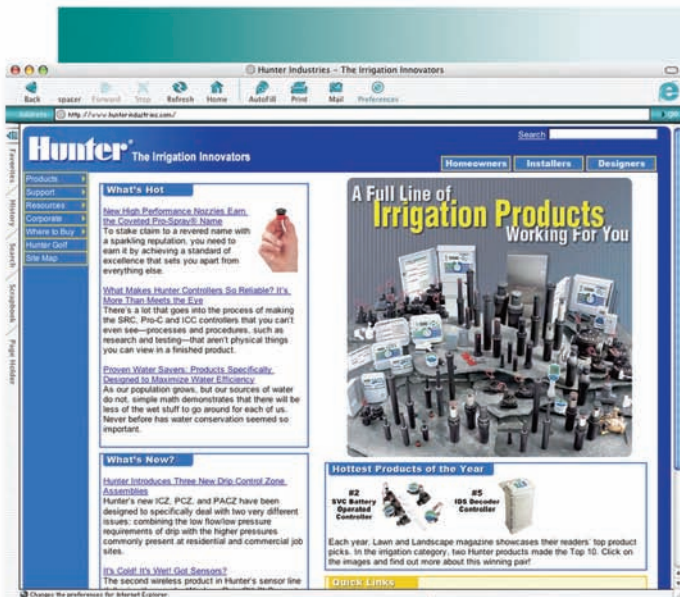 Hunter Industries - The Irrigation Innovators
Back spacer Forward Stop Refresh Home AutoFill Print Mail Preferences
Address http://www.hunterindustries.com/ go
Favorites
History
Search
Scrapbook
Page Holder
Search
Hunter® The Irrigation Innovators
Homeowners Installers Designers
Products
Support
Resources
Corporate
Where to Buy
Hunter Golf
Site Map
What's Hot
New High Performance Nozzles Earn
the Coveted Pro-Spray® Name
To stake claim to a revered name with
a sparkling reputation, you need to
earn it by achieving a standard of
excellence that sets you apart from
everything else.
What Makes Hunter Controllers So Reliable? It's
More Than Meets the Eye
There's a lot that goes into the process of making
the SRC, Pro-C and ICC controllers that you can't
even see—processes and procedures, such as
research and testing—that aren't physical things
you can view in a finished product.
Proven Water Savers: Products Specifically
Designed to Maximize Water Efficiency
As our population grows, but our sources of water
do not, simple math demonstrates that there will be
less of the wet stuff to go around for each of us.
Never before has water conservation seemed so
important.
What's New?
Hunter Introduces Three New Drip Control Zone
Assemblies
Hunter's new ICZ, PCZ, and PACZ have been
designed to specifically deal with two very different
issues: combining the low flow/low pressure
requirements of drip with the higher pressures
commonly present at residential and commercial job
sites.
It's Cold! It's Wet! Got Sensors?
The second wireless product in Hunter's sensor line
A Full Line of
Irrigation Products
Working For You
Hottest Products of the Year
#2
SVC Battery
Operated
Controller
#5
IDS Decoder
Controller
Each year, Lawn and Landscape magazine showcases their readers' top product
picks. In the irrigation category, two Hunter products made the Top 10. Click on
the images and find out more about this winning pair!
Quick Links
Changes the preferences for Internet Explorer.